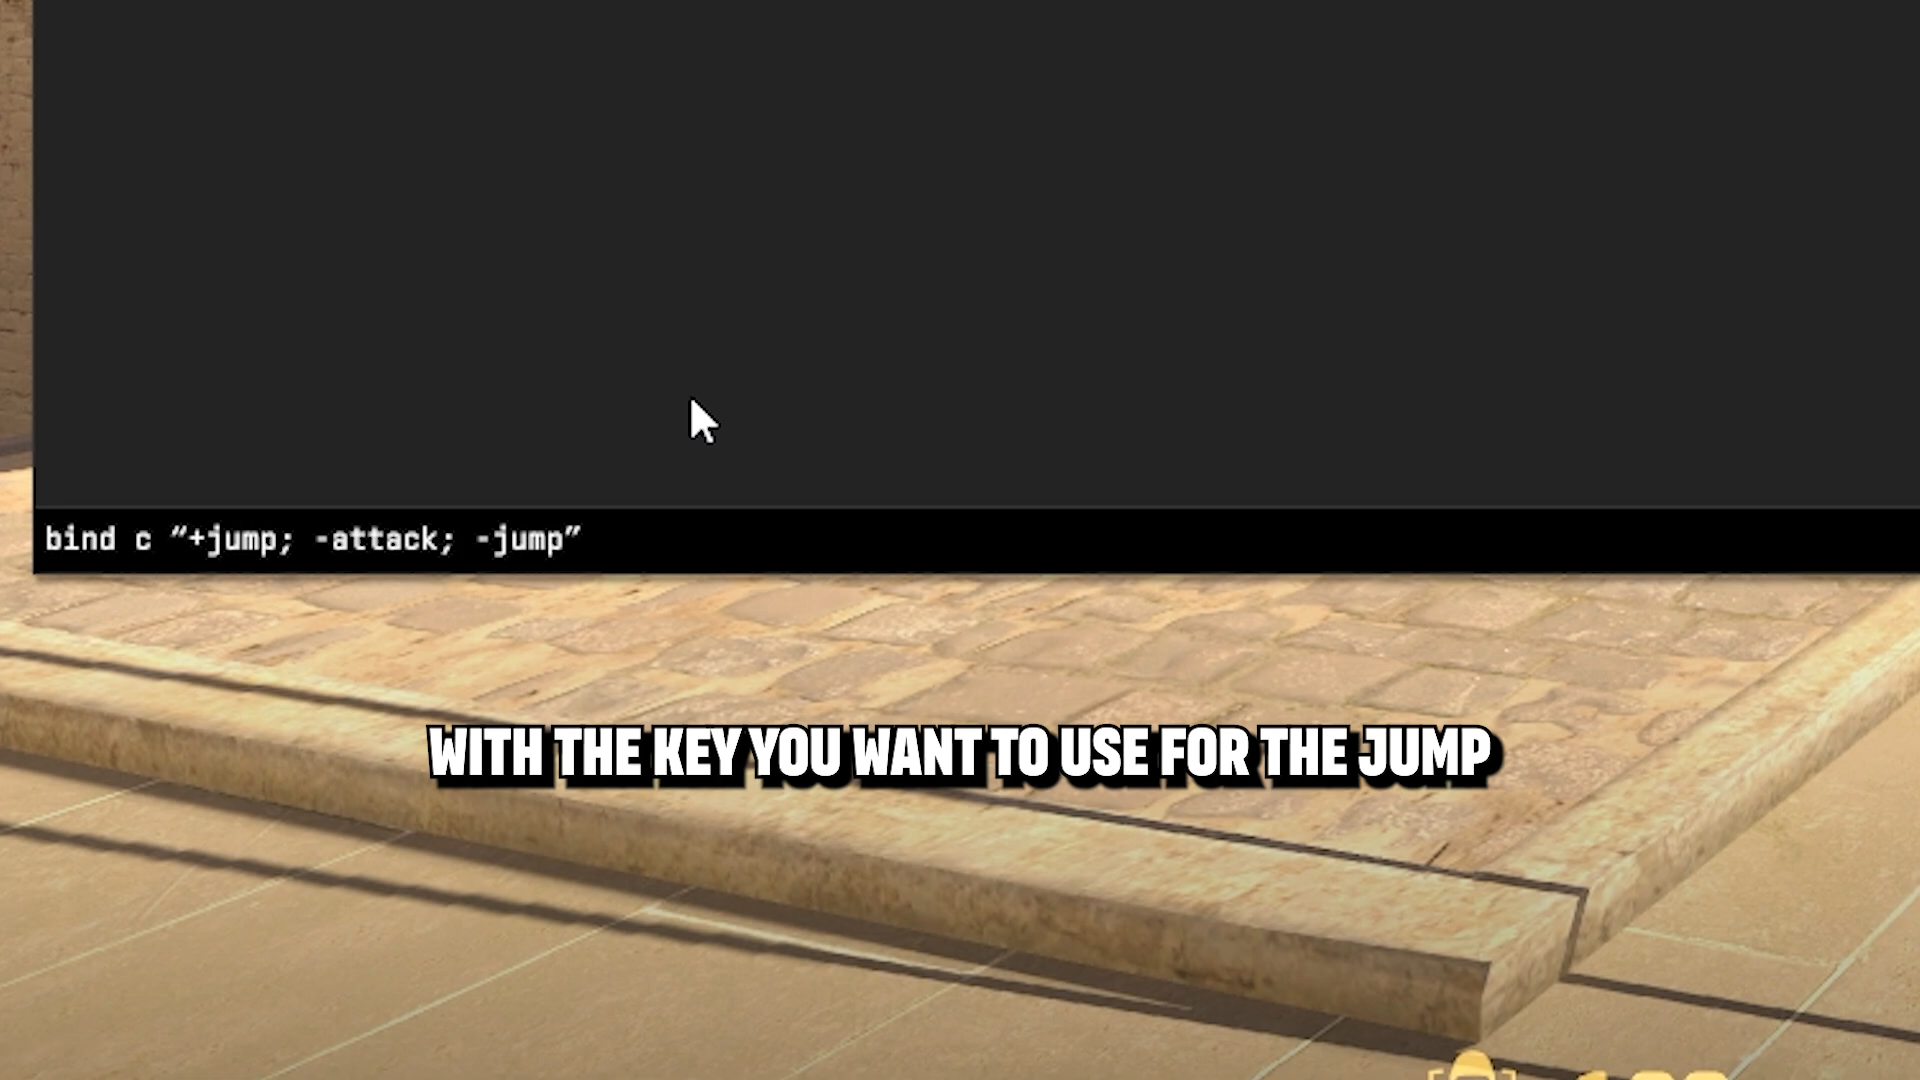 bind c “+jump; -attack; -jump”
WITH THE KEY YOU WANT TO USE FOR THE JUMP